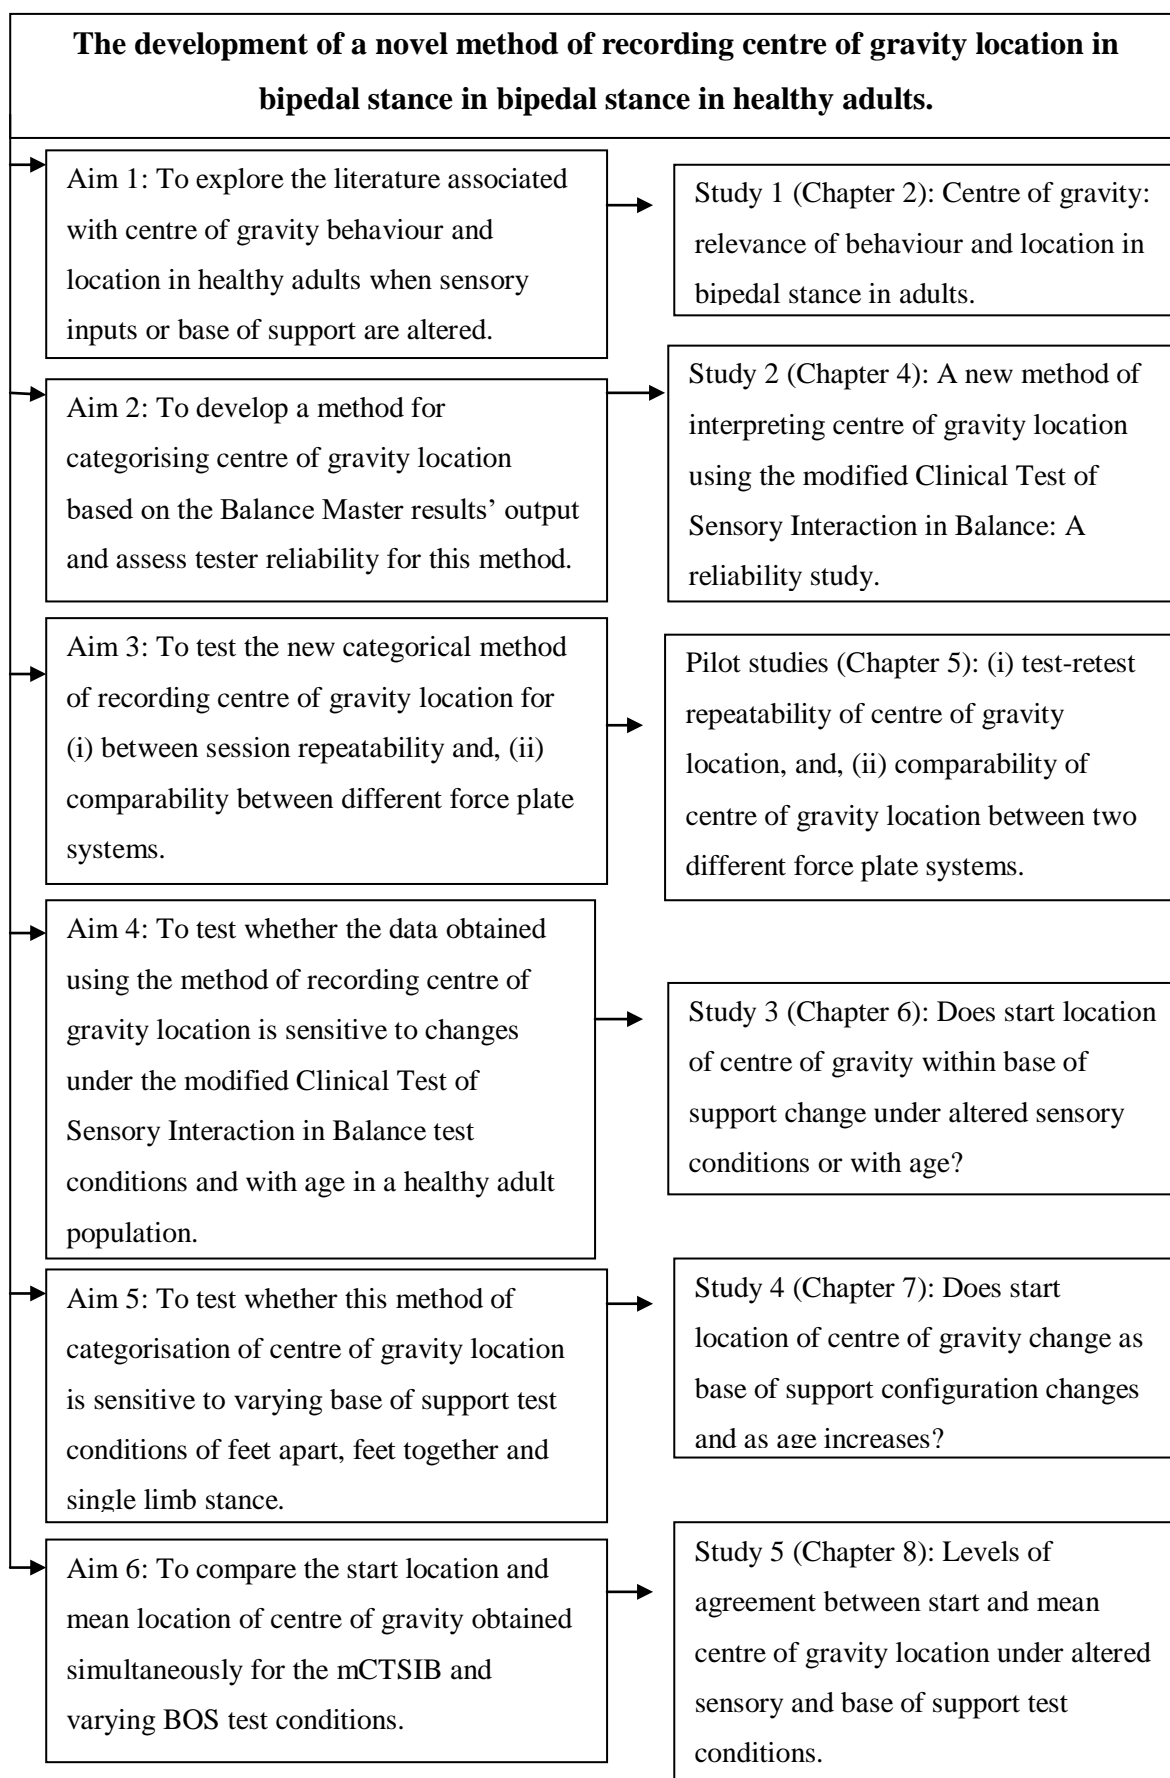 The development of a novel method of recording centre of gravity location in
bipedal stance in bipedal stance in healthy adults.
Aim 1: To explore the literature associated
with centre of gravity behaviour and
location in healthy adults when sensory
inputs or base of support are altered.
Study 1 (Chapter 2): Centre of gravity:
relevance of behaviour and location in
bipedal stance in adults.
Aim 2: To develop a method for
categorising centre of gravity location
based on the Balance Master results’ output
and assess tester reliability for this method.
Study 2 (Chapter 4): A new method of
interpreting centre of gravity location
using the modified Clinical Test of
Sensory Interaction in Balance: A
reliability study.
Aim 3: To test the new categorical method
of recording centre of gravity location for
(i) between session repeatability and, (ii)
comparability between different force plate
systems.
Pilot studies (Chapter 5): (i) test-retest
repeatability of centre of gravity
location, and, (ii) comparability of
centre of gravity location between two
different force plate systems.
Aim 4: To test whether the data obtained
using the method of recording centre of
gravity location is sensitive to changes
under the modified Clinical Test of
Sensory Interaction in Balance test
conditions and with age in a healthy adult
population.
Study 3 (Chapter 6): Does start location
of centre of gravity within base of
support change under altered sensory
conditions or with age?
Aim 5: To test whether this method of
categorisation of centre of gravity location
is sensitive to varying base of support test
conditions of feet apart, feet together and
single limb stance.
Study 4 (Chapter 7): Does start
location of centre of gravity change as
base of support configuration changes
and as age increases?
Aim 6: To compare the start location and
mean location of centre of gravity obtained
simultaneously for the mCTSIB and
varying BOS test conditions.
Study 5 (Chapter 8): Levels of
agreement between start and mean
centre of gravity location under altered
sensory and base of support test
conditions.